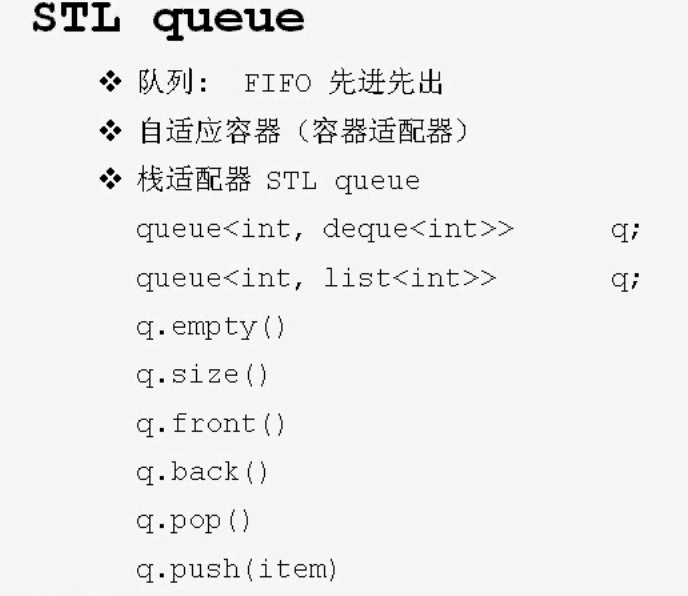 STL queue
❖ 队列: FIFO 先进先出
❖ 自适应容器（容器适配器）
❖ 栈适配器 STL queue
queue<int, deque<int>> q;
queue<int, list<int>> q;
q.empty()
q.size()
q.front()
q.back()
q.pop()
q.push(item)